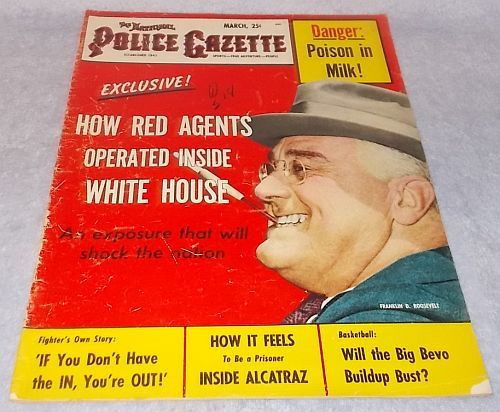 The National
MARCH, 25¢
POLICE GAZETTE
SPORTS—TRUE ADVENTURE—PEOPLE
Danger:
Poison in
Milk!
EXCLUSIVE!
HOW RED AGENTS
OPERATED INSIDE
WHITE HOUSE
An exposure that will
shock the nation
FRANKLIN D. ROOSEVELT
Fighter's Own Story:
'IF You Don't Have
the IN, You're OUT!'
HOW IT FEELS
To Be a Prisoner
INSIDE ALCATRAZ
Basketball:
Will the Big Bevo
Buildup Bust?